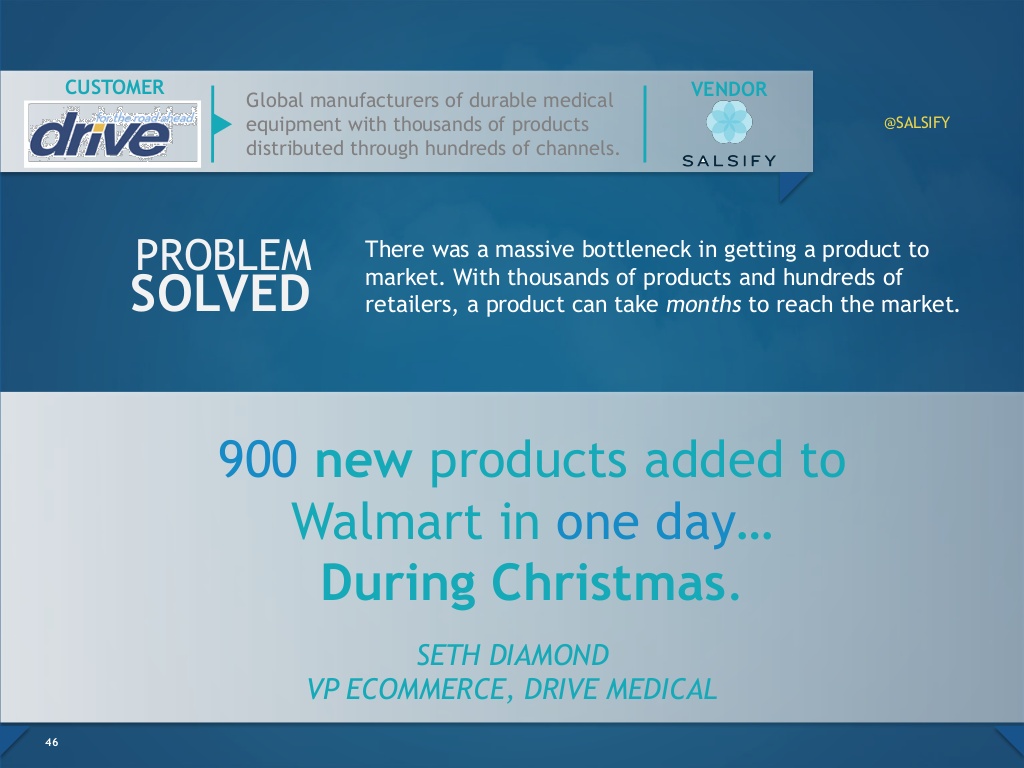 CUSTOMER
for the road ahead
drive
Global manufacturers of durable medical
equipment with thousands of products
distributed through hundreds of channels.
VENDOR
SALSIFY
@SALSIFY
PROBLEM
SOLVED
There was a massive bottleneck in getting a product to
market. With thousands of products and hundreds of
retailers, a product can take months to reach the market.
900 new products added to
Walmart in one day…
During Christmas.
SETH DIAMOND
VP ECOMMERCE, DRIVE MEDICAL
46